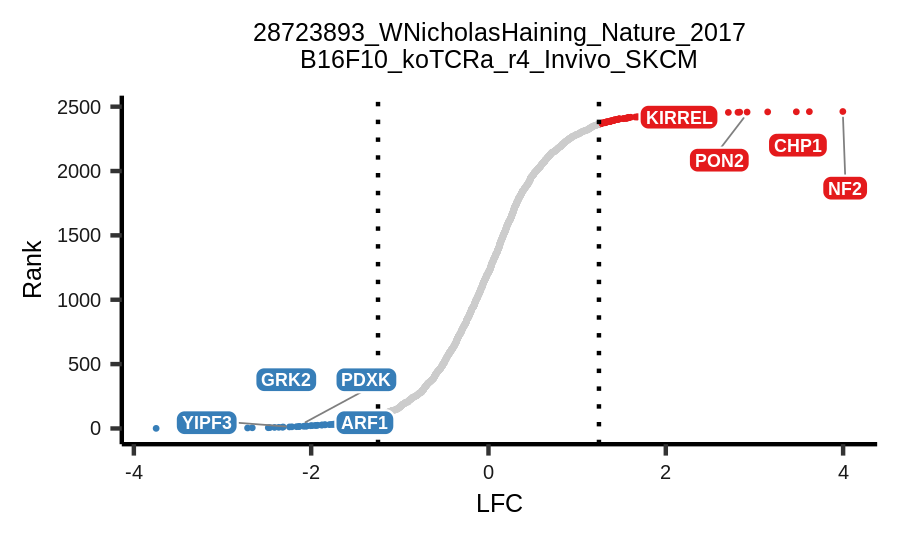 28723893_WNicholasHaining_Nature_2017
B16F10_koTCRa_r4_Invivo_SKCM
2500
2000
1500
1000
500
0
Rank
KIRREL
PON2
CHP1
NF2
GRK2
PDXK
YIPF3
ARF1
-4
-2
0
2
4
LFC